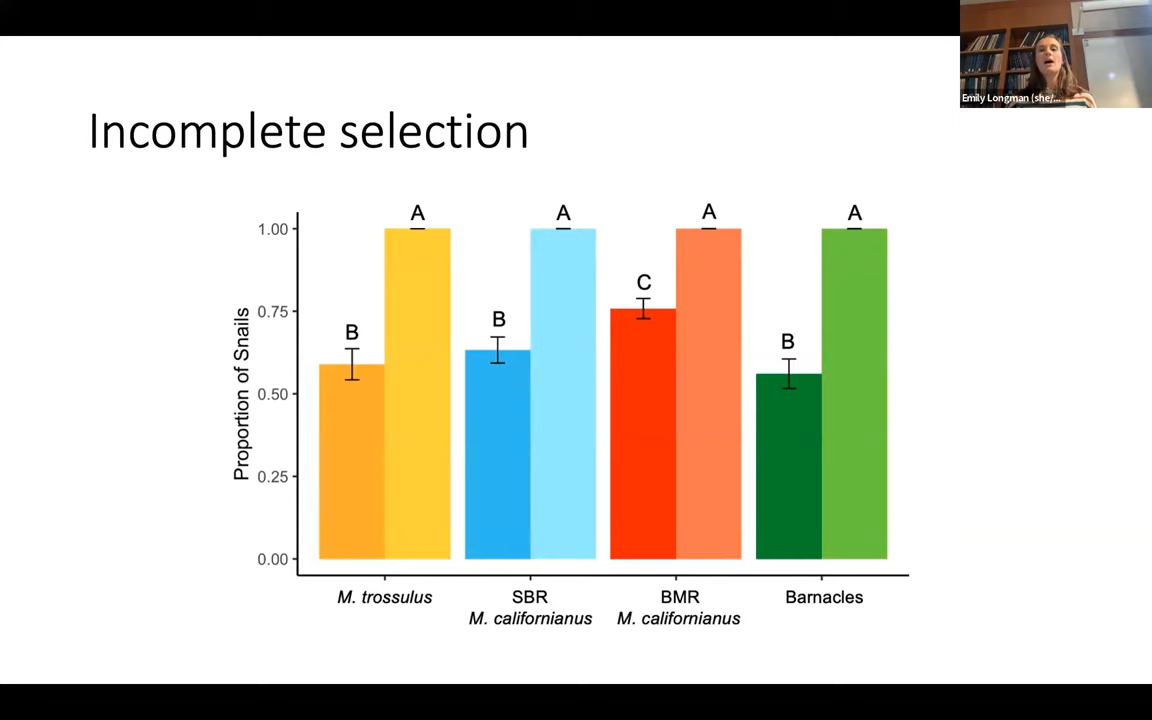 Emily Longman (she/...
Incomplete selection
A
A
A
A
B
B
C
B
Proportion of Snails
1.00
0.75
0.50
0.25
0.00
M. trossulus
SBR
M. californianus
BMR
M. californianus
Barnacles